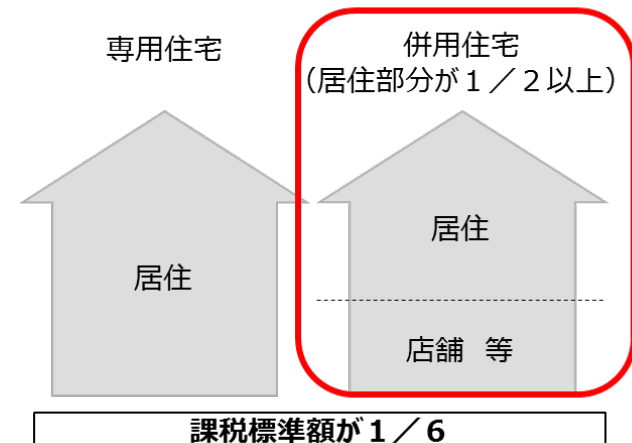 専用住宅
併用住宅
（居住部分が１／２以上）
居住
居住
店舗 等
課税標準額が１／６